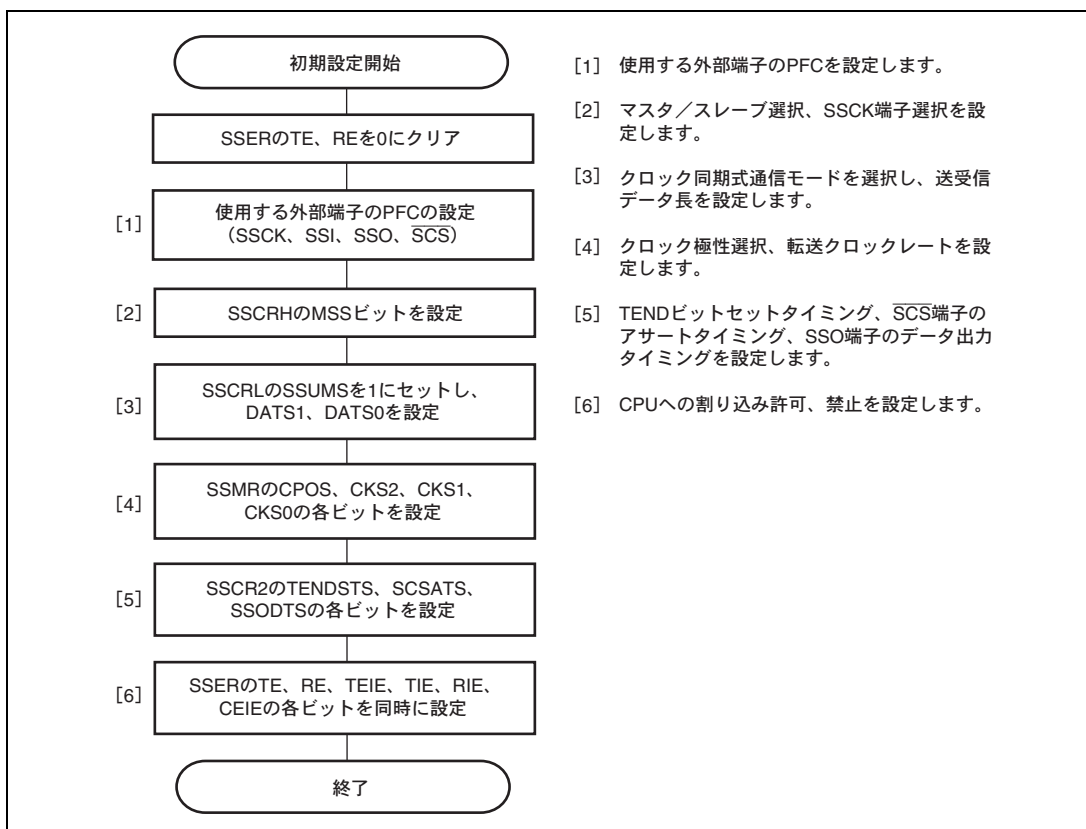 初期設定開始
SSERのTE、REを0にクリア
[1]
使用する外部端子のPFCの設定
(SSCK、SSI、SSO、SCS)
[2]
SSCRHのMSSビットを設定
[3]
SSCRLのSSUMSを1にセットし、
DATS1、DATS0を設定
[4]
SSMRのCPOS、CKS2、CKS1、
CKS0の各ビットを設定
[5]
SSCR2のTENDSTS、SCSATS、
SSODTSの各ビットを設定
[6]
SSERのTE、RE、TEIE、TIE、RIE、
CEIEの各ビットを同時に設定
終了
[1] 使用する外部端子のPFCを設定します。
[2] マスタ/スレーブ選択、SSCK端子選択を設
定します。
[3] クロック同期式通信モードを選択し、送受信
データ長を設定します。
[4] クロック極性選択、転送クロックレートを設
定します。
[5] TENDビットセットタイミング、SCS端子の
アサートタイミング、SSO端子のデータ出力
タイミングを設定します。
[6] CPUへの割り込み許可、禁止を設定します。